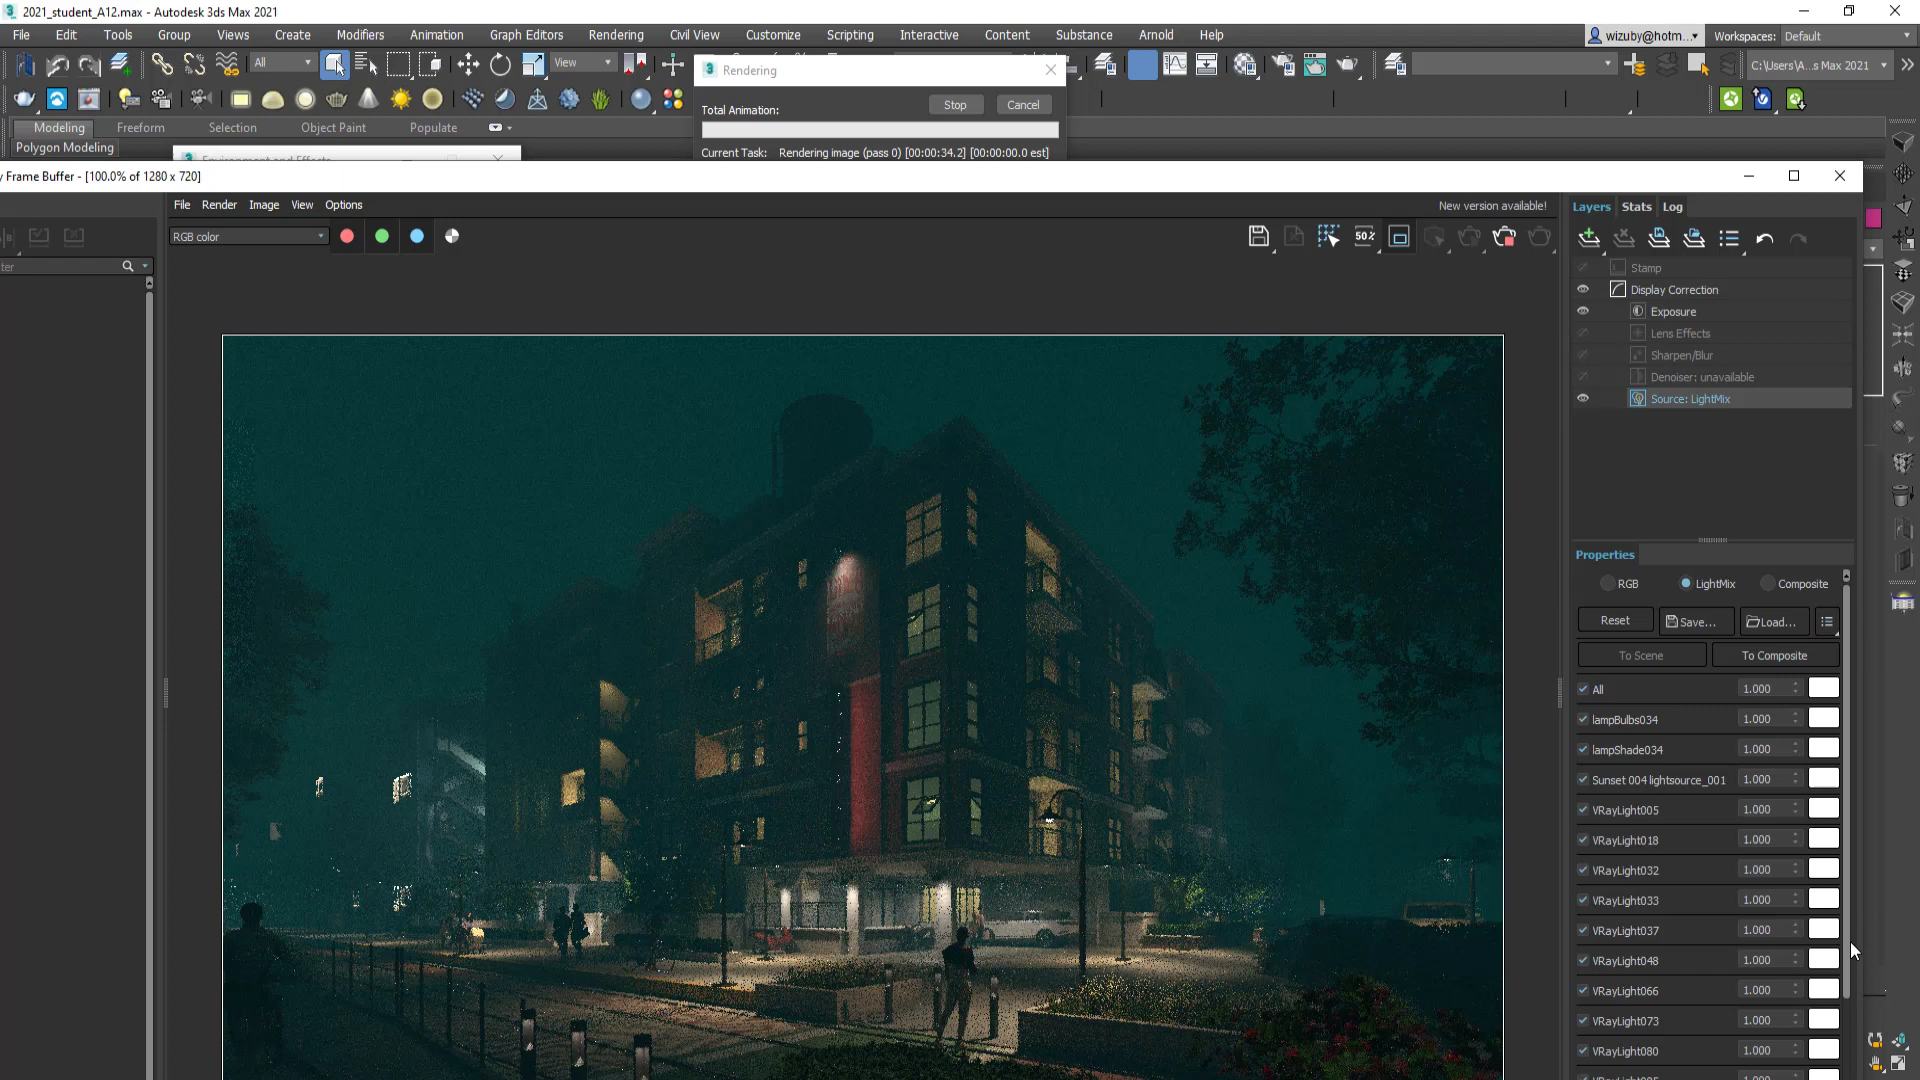 2021_student_A12.max - Autodesk 3ds Max 2021
File Edit Tools Group Views Create Modifiers Animation Graph Editors Rendering Civil View Customize Scripting Interactive Content Substance Arnold Help
wizuby@hotm... Workspaces: Default
All View C:\Users\A...s Max 2021
Rendering
Total Animation: Stop Cancel
Modeling Freeform Selection Object Paint Populate
Polygon Modeling
Environment and Effects
Current Task: Rendering image (pass 0) [00:00:34.2] [00:00:00.0 est]
y Frame Buffer - [100.0% of 1280 x 720]
File Render Image View Options
New version available!
Layers Stats Log
RGB color
50%
ter
Stamp
Display Correction
Exposure
Lens Effects
Sharpen/Blur
Denoiser: unavailable
Source: LightMix
Properties
RGB LightMix Composite
Reset Save... Load...
To Scene To Composite
All 1.000
lampBulbs034 1.000
lampShade034 1.000
Sunset 004 lightsource_001 1.000
VRayLight005 1.000
VRayLight018 1.000
VRayLight032 1.000
VRayLight033 1.000
VRayLight037 1.000
VRayLight048 1.000
VRayLight066 1.000
VRayLight073 1.000
VRayLight080 1.000